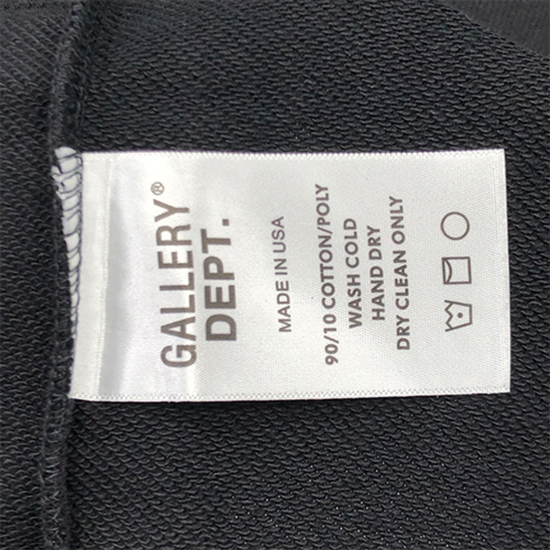 GALLERY®
DEPT.
MADE IN USA
90/10 COTTON/POLY
WASH COLD
HAND DRY
DRY CLEAN ONLY